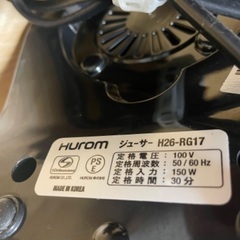 Hurom ジューサー H26-RG17
定格電圧：100V
定格周波数：50/60Hz
定格入力：150W
定格時間：30分
PS
E
MADE IN KOREA